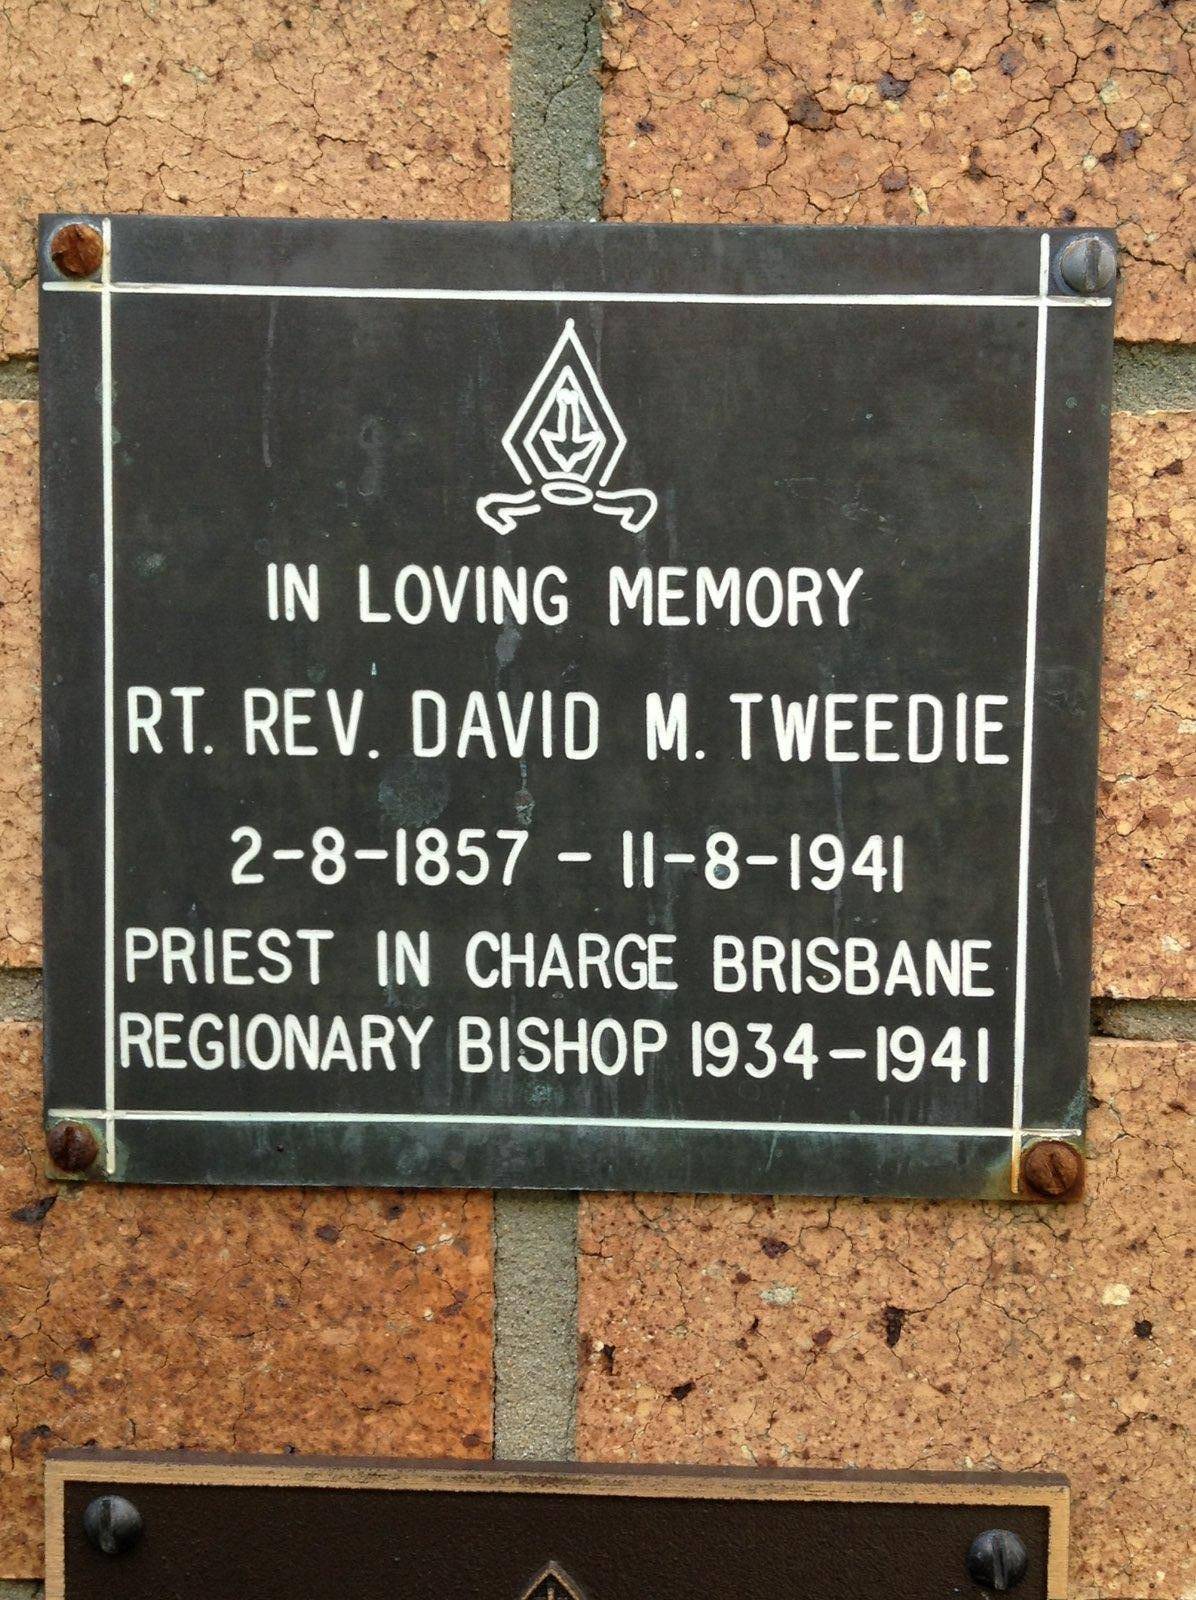 IN LOVING MEMORY
RT. REV. DAVID M. TWEEDIE
2-8-1857 - 11-8-1941
PRIEST IN CHARGE BRISBANE
REGIONARY BISHOP 1934-1941